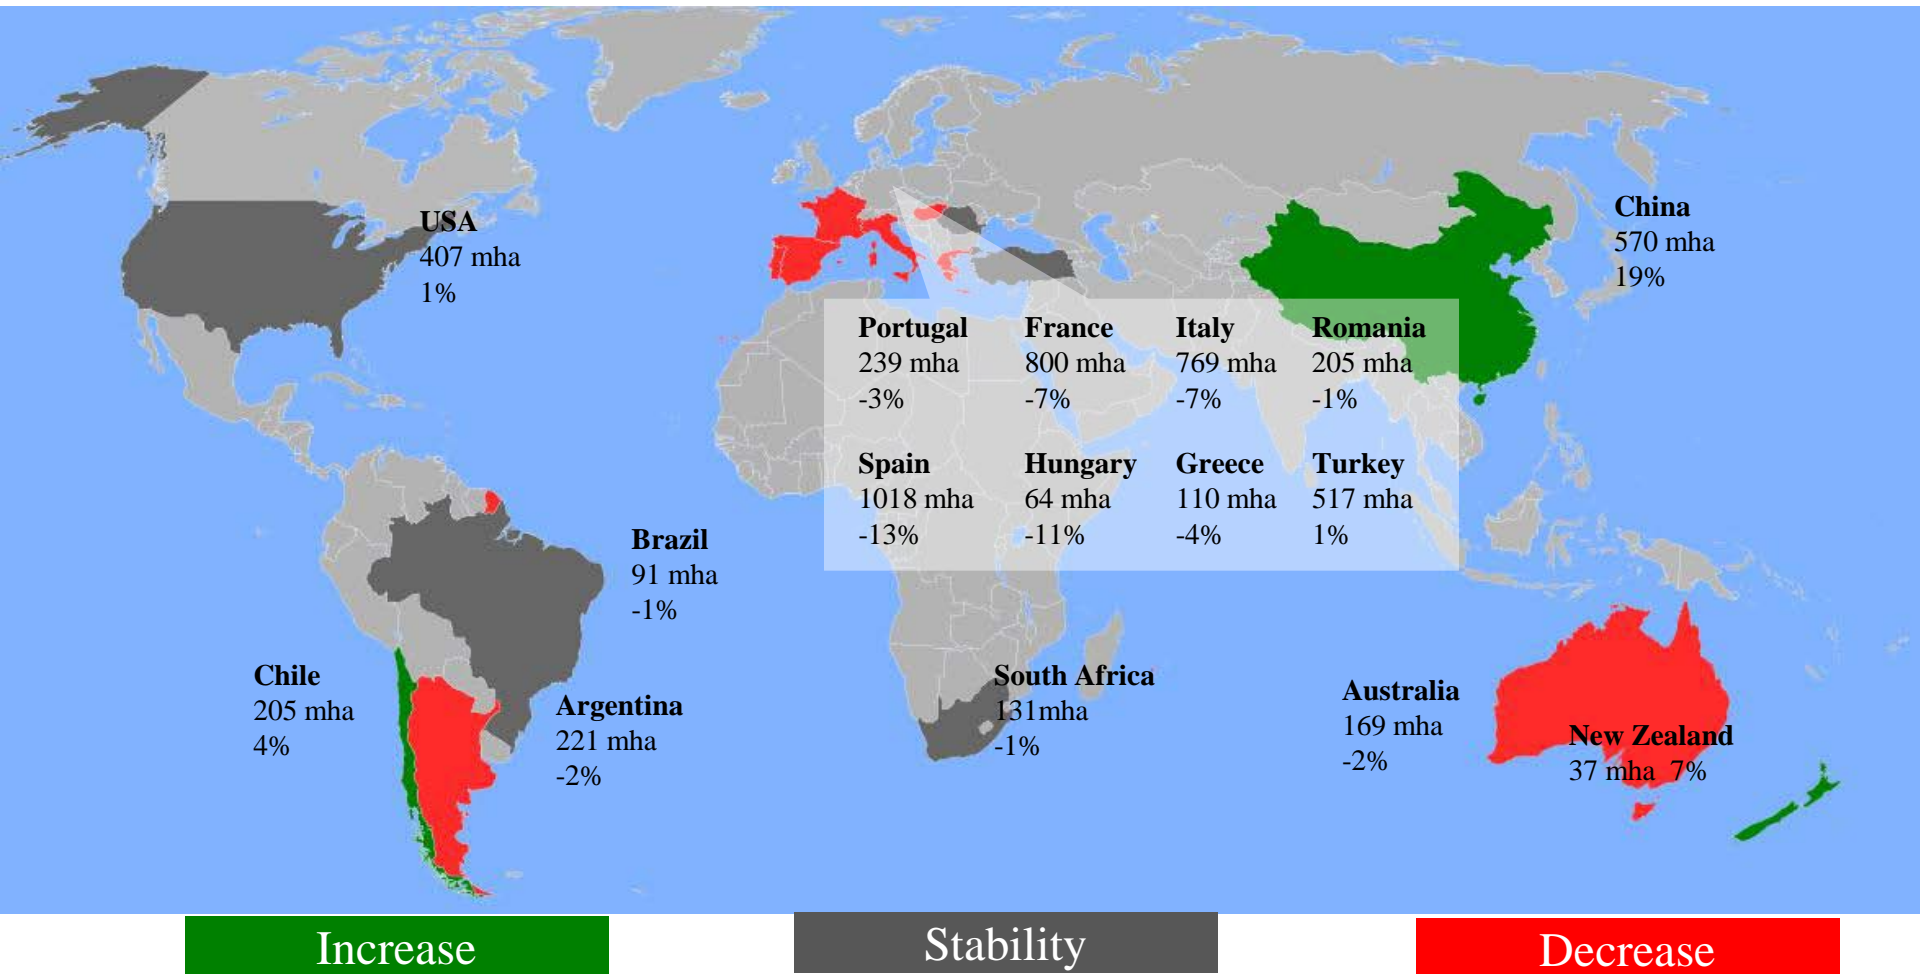 USA
407 mha
1%
China
570 mha
19%
Portugal
239 mha
-3%
France
800 mha
-7%
Italy
769 mha
-7%
Romania
205 mha
-1%
Spain
1018 mha
-13%
Hungary
64 mha
-11%
Greece
110 mha
-4%
Turkey
517 mha
1%
Brazil
91 mha
-1%
Chile
205 mha
4%
Argentina
221 mha
-2%
South Africa
131mha
-1%
Australia
169 mha
-2%
New Zealand
37 mha 7%
Increase
Stability
Decrease